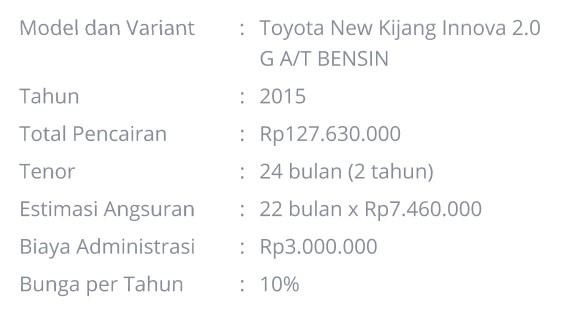 Model dan Variant : Toyota New Kijang Innova 2.0
G A/T BENSIN
Tahun : 2015
Total Pencairan : Rp127.630.000
Tenor : 24 bulan (2 tahun)
Estimasi Angsuran : 22 bulan x Rp7.460.000
Biaya Administrasi : Rp3.000.000
Bunga per Tahun : 10%